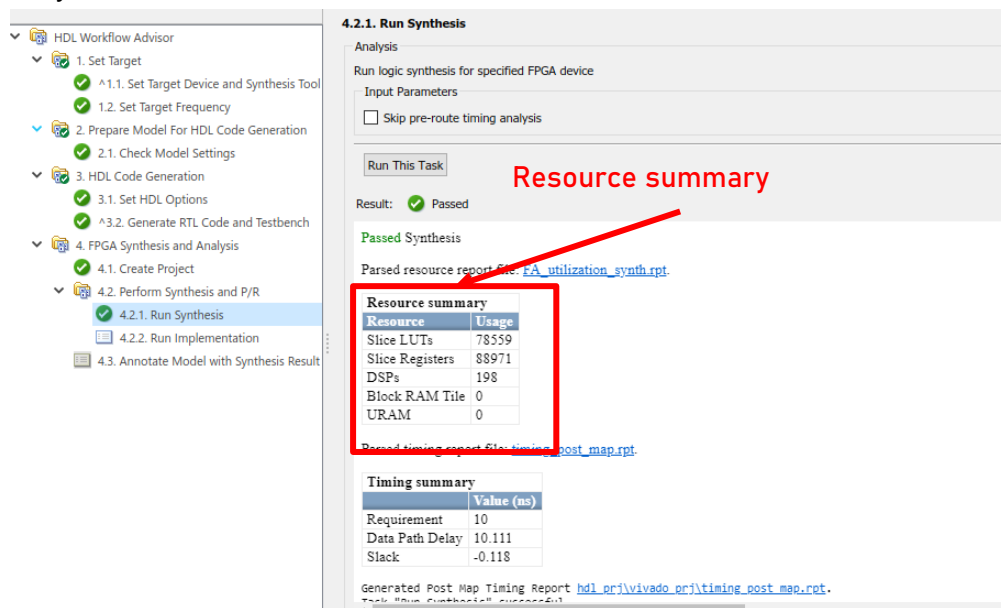 HDL Workflow Advisor
1. Set Target
^1.1. Set Target Device and Synthesis Tool
1.2. Set Target Frequency
2. Prepare Model For HDL Code Generation
2.1. Check Model Settings
3. HDL Code Generation
3.1. Set HDL Options
^3.2. Generate RTL Code and Testbench
4. FPGA Synthesis and Analysis
4.1. Create Project
4.2. Perform Synthesis and P/R
4.2.1. Run Synthesis
4.2.2. Run Implementation
4.3. Annotate Model with Synthesis Result
4.2.1. Run Synthesis
Analysis
Run logic synthesis for specified FPGA device
Input Parameters
Skip pre-route timing analysis
Run This Task
Resource summary
Result: Passed
Passed Synthesis
Parsed resource report file: FA_utilization_synth.rpt.
Resource summary
Resource Usage
Slice LUTs 78559
Slice Registers 88971
DSPs 198
Block RAM Tile 0
URAM 0
Parsed timing report file: timing_post_map.rpt.
Timing summary
Value (ns)
Requirement 10
Data Path Delay 10.111
Slack -0.118
Generated Post Map Timing Report hdl_prj\vivado_prj\timing_post_map.rpt.
Task "Run Synthesis" successful